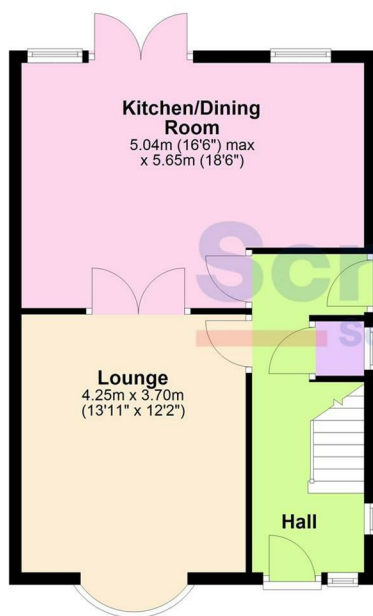 Kitchen/Dining
Room
5.04m (16'6") max
x 5.65m (18'6")
Lounge
4.25m x 3.70m
(13'11" x 12'2")
Hall